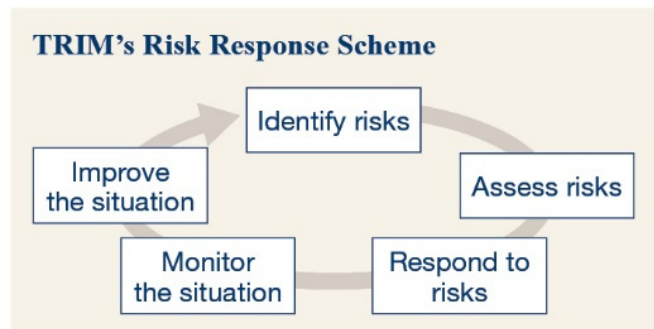 TRIM’s Risk Response Scheme
Identify risks
Assess risks
Respond to
risks
Monitor
the situation
Improve
the situation